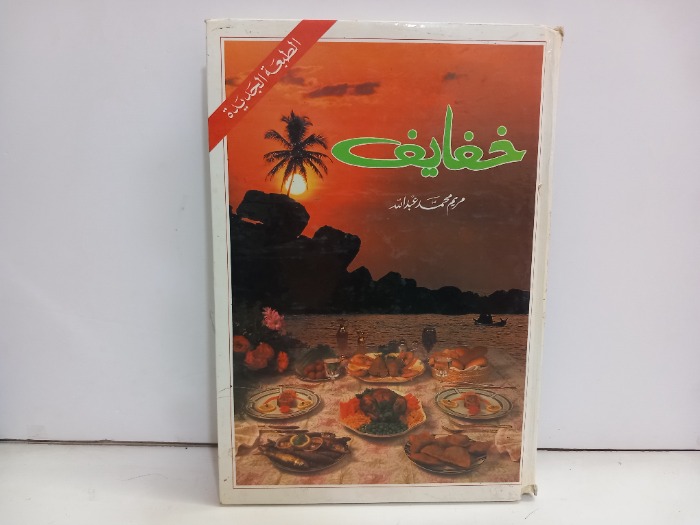 الطبعة الجديدة
خفايف
مريم محمد عبدالله